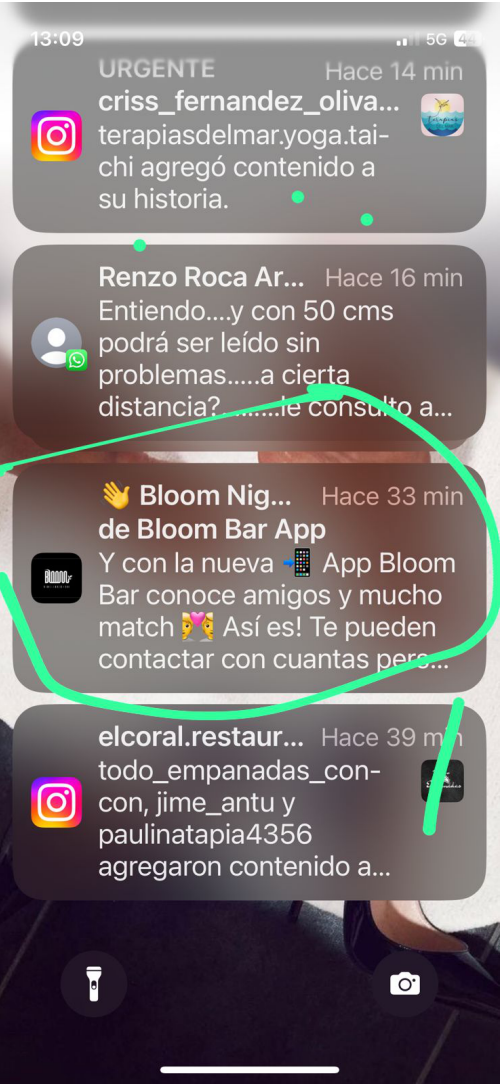 13:09
5G
URGENTE
Hace 14 min
criss_fernandez_oliva...
terapiasdelmar.yoga.tai-
chi agregó contenido a
su historia.
Renzo Roca Ar...
Hace 16 min
Entiendo....y con 50 cms
podrá ser leído sin
problemas.....a cierta
distancia?.........le consulto a...
👋 Bloom Nig...
Hace 33 min
de Bloom Bar App
Y con la nueva 📲 App Bloom
Bar conoce amigos y mucho
match 💏 Así es! Te pueden
contactar con cuantas pers...
elcoral.restaur...
Hace 39 min
todo_empanadas_con-
con, jime_antu y
paulinatapia4356
agregaron contenido a...